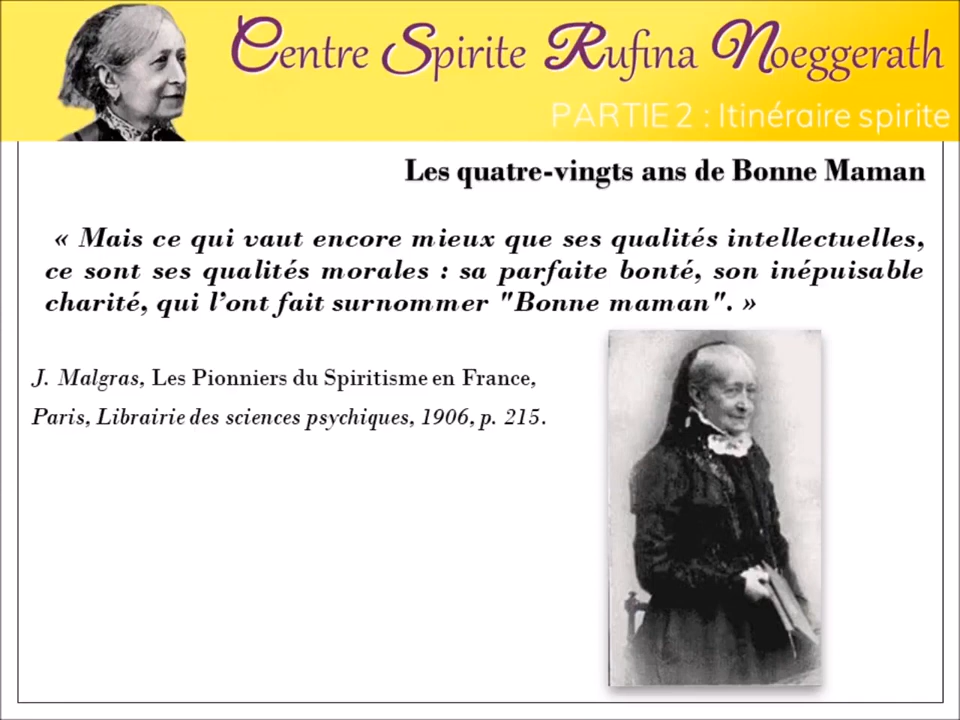 Centre Spirite Rufina Noeggerath
PARTIE 2 : Itinéraire spirite
Les quatre-vingts ans de Bonne Maman
« Mais ce qui vaut encore mieux que ses qualités intellectuelles,
ce sont ses qualités morales : sa parfaite bonté, son inépuisable
charité, qui l’ont fait surnommer "Bonne maman". »
J. Malgras, Les Pionniers du Spiritisme en France,
Paris, Librairie des sciences psychiques, 1906, p. 215.